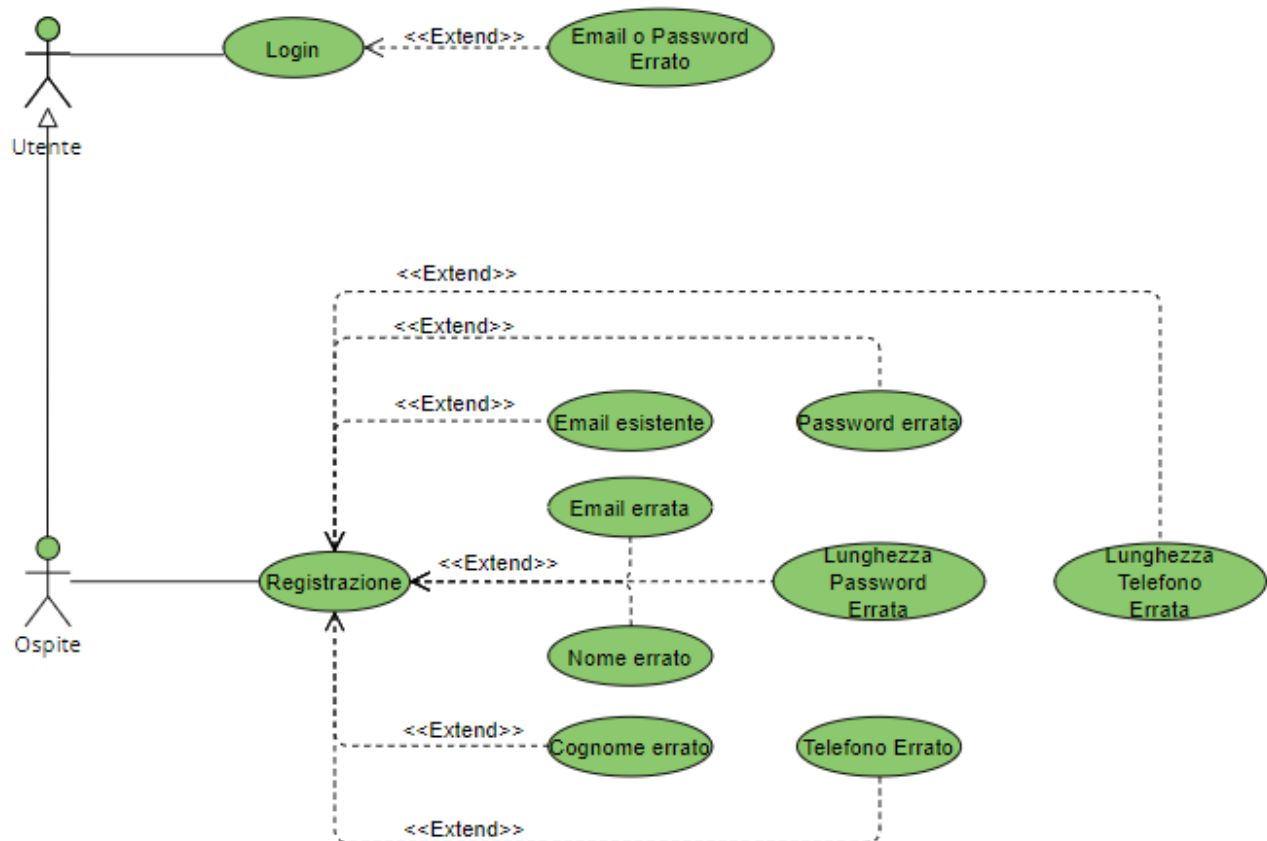 <<Extend>>
Email o Password
Errato
Login
Utente
<<Extend>>
<<Extend>>
<<Extend>>
Email esistente
Password errata
Email errata
<<Extend>>
Lunghezza
Password
Errata
Lunghezza
Telefono
Errata
Registrazione
Ospite
Nome errato
<<Extend>>
Cognome errato
Telefono Errato
<<Extend>>